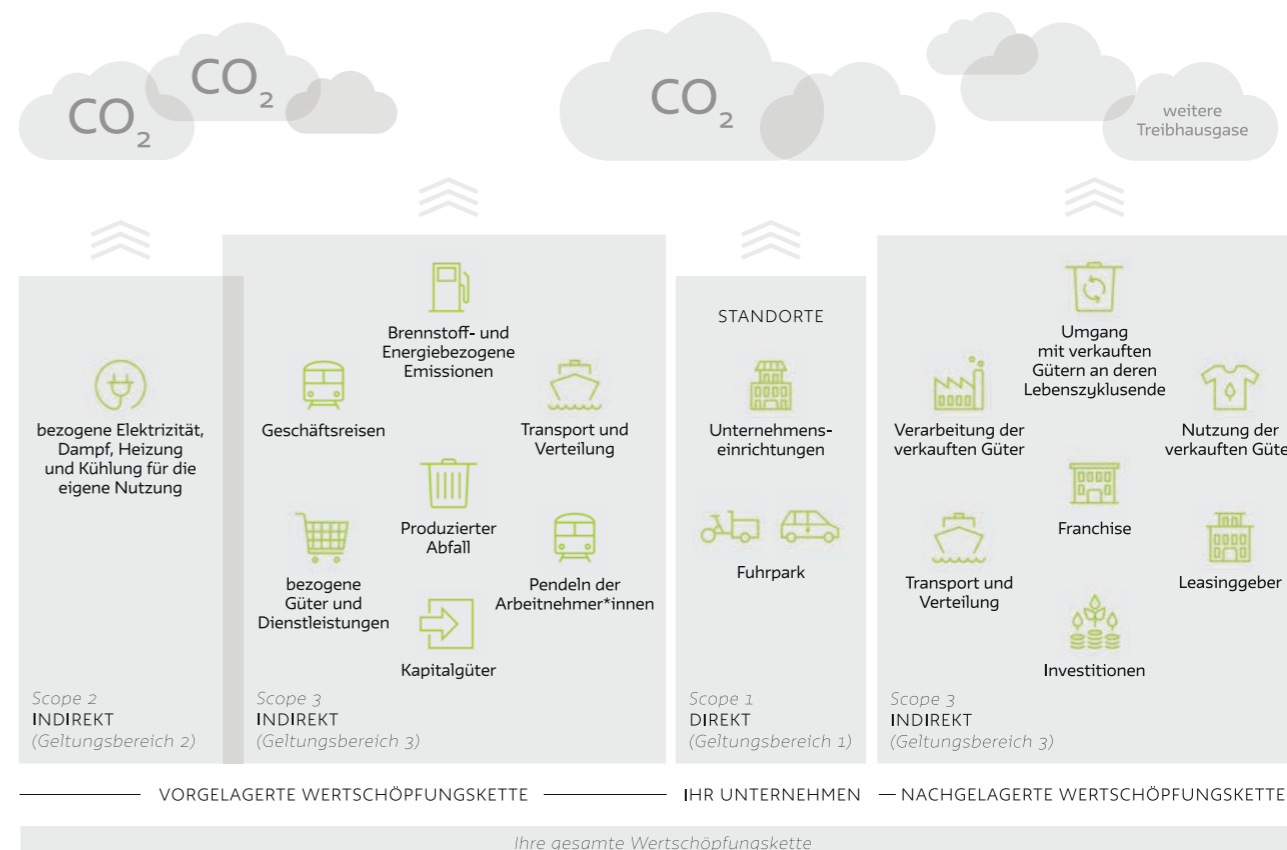 CO2
CO2
CO2
weitere
Treibhausgase
bezogene Elektrizität,
Dampf, Heizung
und Kühlung für die
eigene Nutzung
Scope 2
INDIREKT
(Geltungsbereich 2)
Brennstoff- und
Energiebezogene
Emissionen
Geschäftsreisen
Transport und
Verteilung
Produzierter
Abfall
bezogene
Güter und
Dienstleistungen
Pendeln der
Arbeitnehmer*innen
Kapitalgüter
Scope 3
INDIREKT
(Geltungsbereich 3)
STANDORTE
Unternehmens-
einrichtungen
Fuhrpark
Scope 1
DIREKT
(Geltungsbereich 1)
Umgang
mit verkauften
Gütern an deren
Lebenszyklusende
Verarbeitung der
verkauften Güter
Nutzung der
verkauften Güte
Franchise
Transport und
Verteilung
Leasinggeber
Investitionen
Scope 3
INDIREKT
(Geltungsbereich 3)
VORGELAGERTE WERTSCHÖPFUNGSKETTE
IHR UNTERNEHMEN
NACHGELAGERTE WERTSCHÖPFUNGSKETTE
Ihre gesamte Wertschöpfungskette